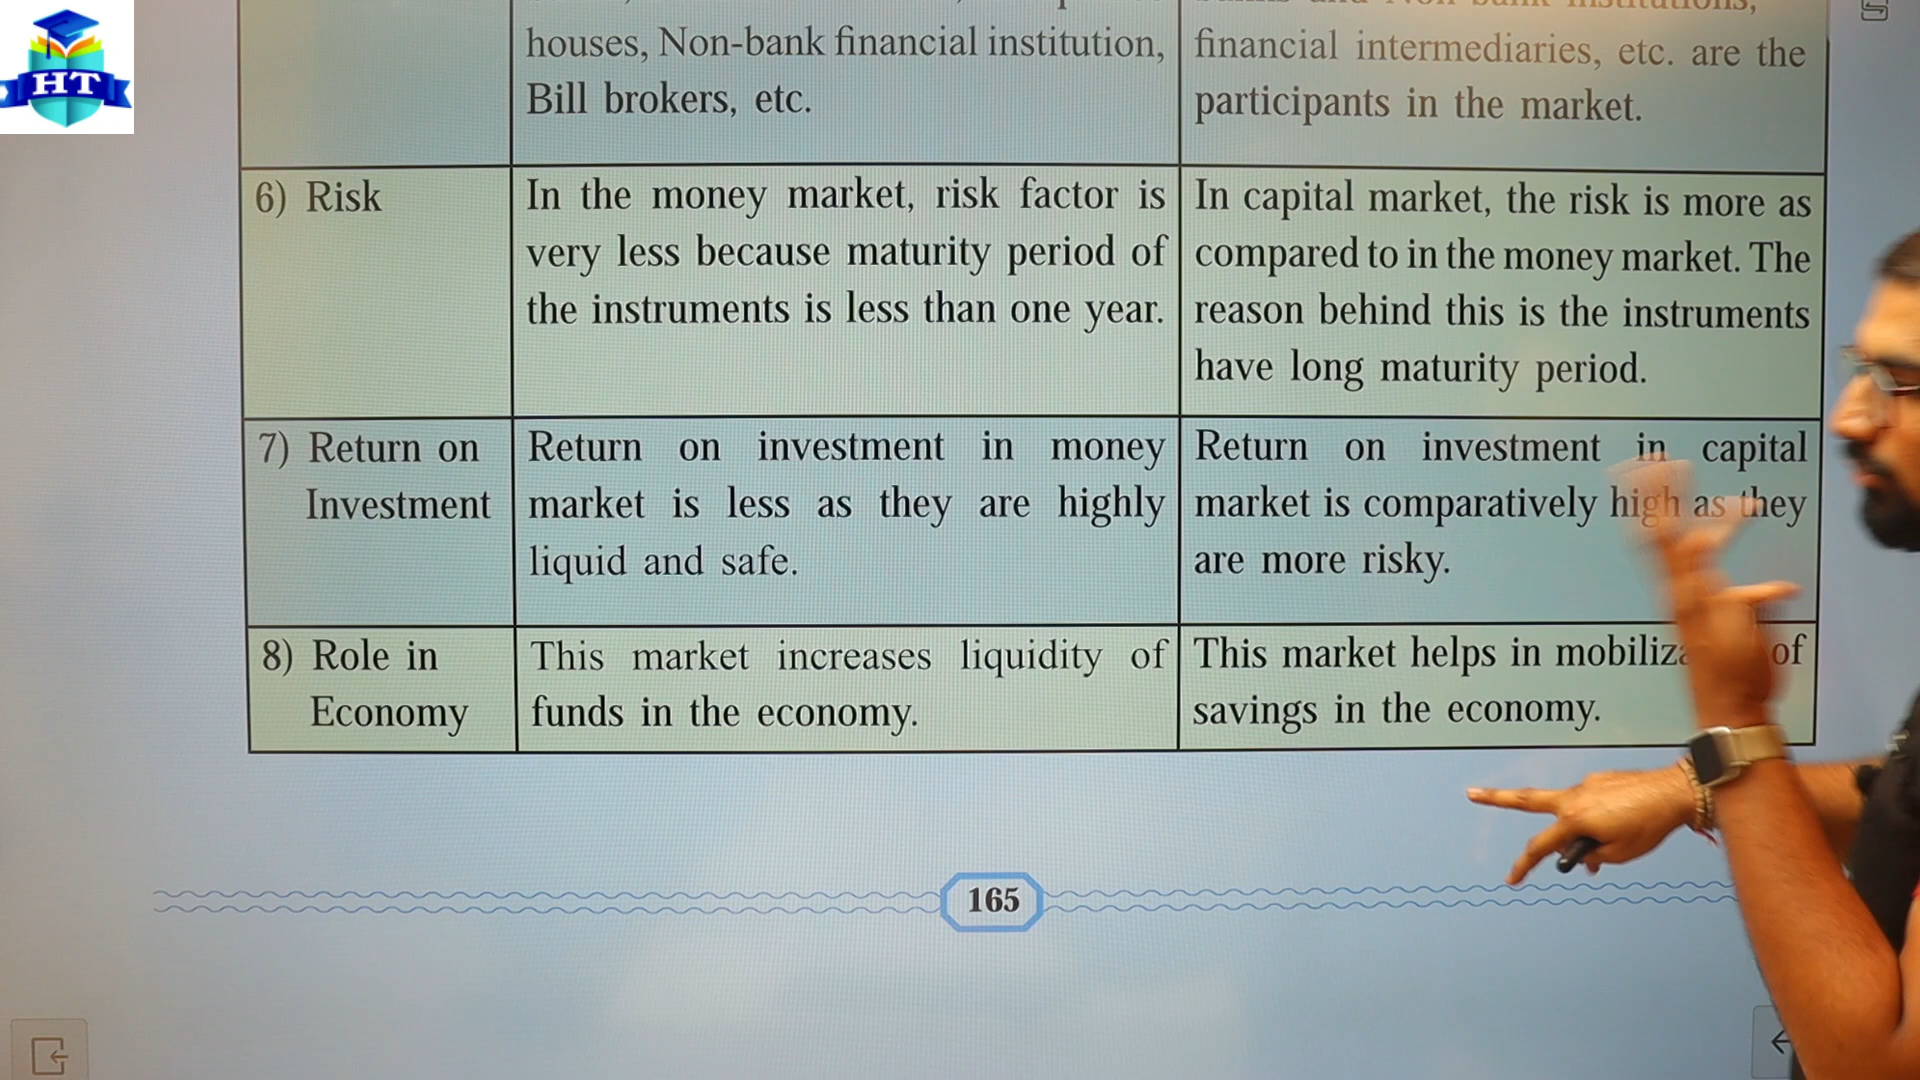 HT
houses, Non-bank financial institution,
Bill brokers, etc.
financial intermediaries, etc. are the
participants in the market.
6) Risk
In the money market, risk factor is
very less because maturity period of
the instruments is less than one year.
In capital market, the risk is more as
compared to in the money market. The
reason behind this is the instruments
have long maturity period.
7) Return on
Investment
Return on investment in money
market is less as they are highly
liquid and safe.
Return on investment in capital
market is comparatively high as they
are more risky.
8) Role in
Economy
This market increases liquidity of
funds in the economy.
This market helps in of
savings in the economy.
165